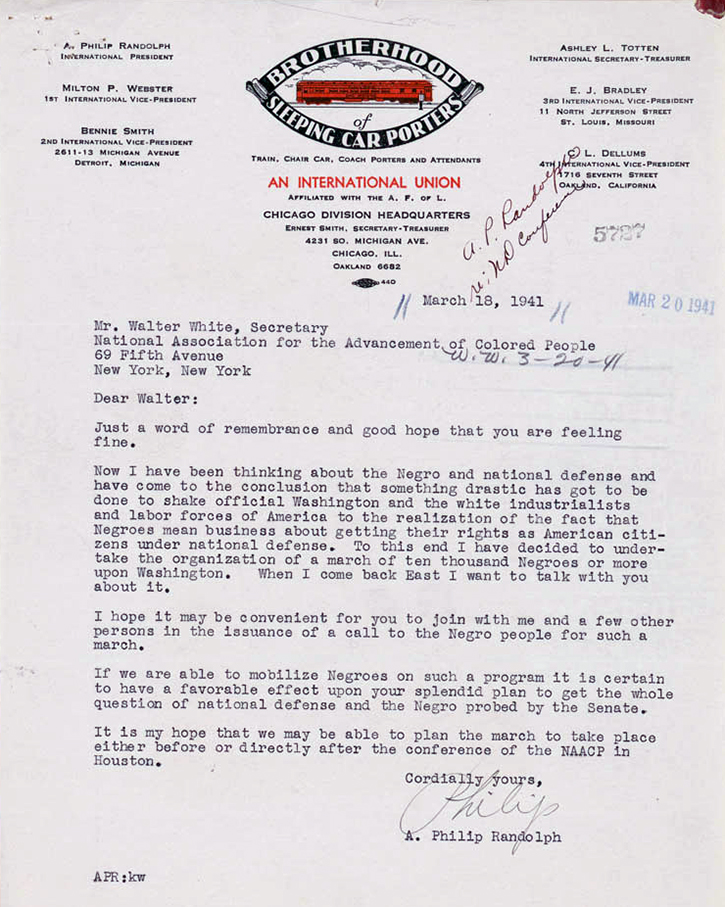 A. PHILIP RANDOLPH
INTERNATIONAL PRESIDENT
MILTON P. WEBSTER
1ST INTERNATIONAL VICE-PRESIDENT
BENNIE SMITH
2ND INTERNATIONAL VICE-PRESIDENT
2611-13 MICHIGAN AVENUE
DETROIT, MICHIGAN
BROTHERHOOD
of
SLEEPING CAR PORTERS
TRAIN, CHAIR CAR, COACH PORTERS AND ATTENDANTS
AN INTERNATIONAL UNION
AFFILIATED WITH THE A. F. OF L.
CHICAGO DIVISION HEADQUARTERS
ERNEST SMITH, SECRETARY-TREASURER
4231 SO. MICHIGAN AVE.
CHICAGO, ILL.
OAKLAND 6682
440
ASHLEY L. TOTTEN
INTERNATIONAL SECRETARY-TREASURER
E. J. BRADLEY
3RD INTERNATIONAL VICE-PRESIDENT
11 NORTH JEFFERSON STREET
ST. LOUIS, MISSOURI
C. L. DELLUMS
4TH INTERNATIONAL VICE-PRESIDENT
1716 SEVENTH STREET
OAKLAND, CALIFORNIA
A. P. Randolph
re: ND Conference
5727
March 18, 1941
MAR 20 1941
Mr. Walter White, Secretary
National Association for the Advancement of Colored People
W.W. 3-20-41
69 Fifth Avenue
New York, New York
Dear Walter:
Just a word of remembrance and good hope that you are feeling
fine.
Now I have been thinking about the Negro and national defense and
have come to the conclusion that something drastic has got to be
done to shake official Washington and the white industrialists
and labor forces of America to the realization of the fact that
Negroes mean business about getting their rights as American citi-
zens under national defense. To this end I have decided to under-
take the organization of a march of ten thousand Negroes or more
upon Washington. When I come back East I want to talk with you
about it.
I hope it may be convenient for you to join with me and a few other
persons in the issuance of a call to the Negro people for such a
march.
If we are able to mobilize Negroes on such a program it is certain
to have a favorable effect upon your splendid plan to get the whole
question of national defense and the Negro probed by the Senate.
It is my hope that we may be able to plan the march to take place
either before or directly after the conference of the NAACP in
Houston.
Cordially yours,
Philip
A. Philip Randolph
APR:kw